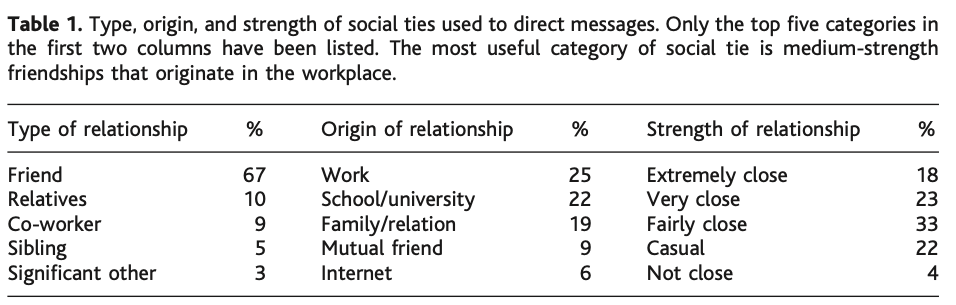 Table 1. Type, origin, and strength of social ties used to direct messages. Only the top five categories in
the first two columns have been listed. The most useful category of social tie is medium-strength
friendships that originate in the workplace.
Type of relationship % Origin of relationship % Strength of relationship %
Friend 67 Work 25 Extremely close 18
Relatives 10 School/university 22 Very close 23
Co-worker 9 Family/relation 19 Fairly close 33
Sibling 5 Mutual friend 9 Casual 22
Significant other 3 Internet 6 Not close 4